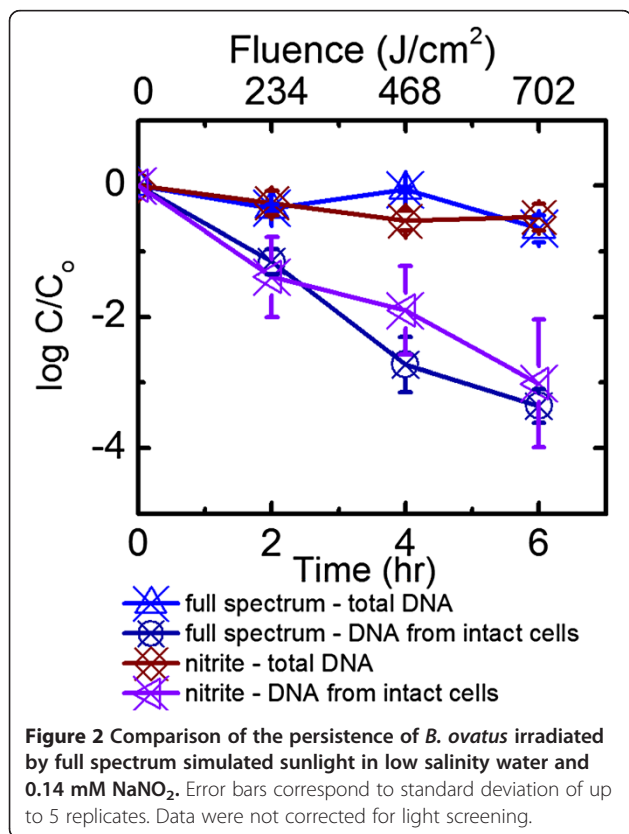 Fluence (J/cm²)
0 234 468 702
0
-2
-4
log C/Cₒ
0 2 4 6
Time (hr)
full spectrum - total DNA
full spectrum - DNA from intact cells
nitrite - total DNA
nitrite - DNA from intact cells
Figure 2 Comparison of the persistence of B. ovatus irradiated
by full spectrum simulated sunlight in low salinity water and
0.14 mM NaNO₂. Error bars correspond to standard deviation of up
to 5 replicates. Data were not corrected for light screening.